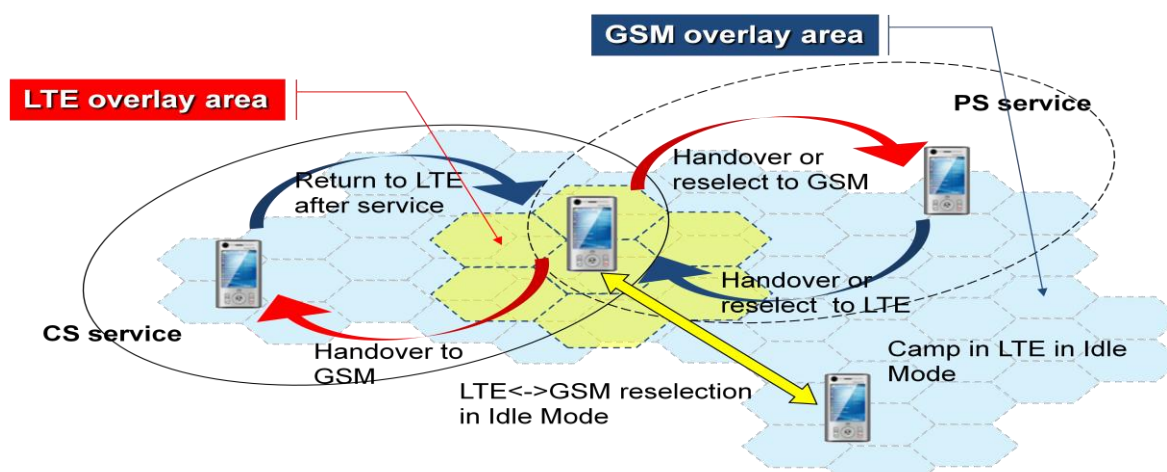 GSM overlay area
LTE overlay area
PS service
Handover or
reselect to GSM
Return to LTE
after service
Handover or
reselect to LTE
CS service
Handover to
GSM
Camp in LTE in Idle
Mode
LTE<->GSM reselection
in Idle Mode